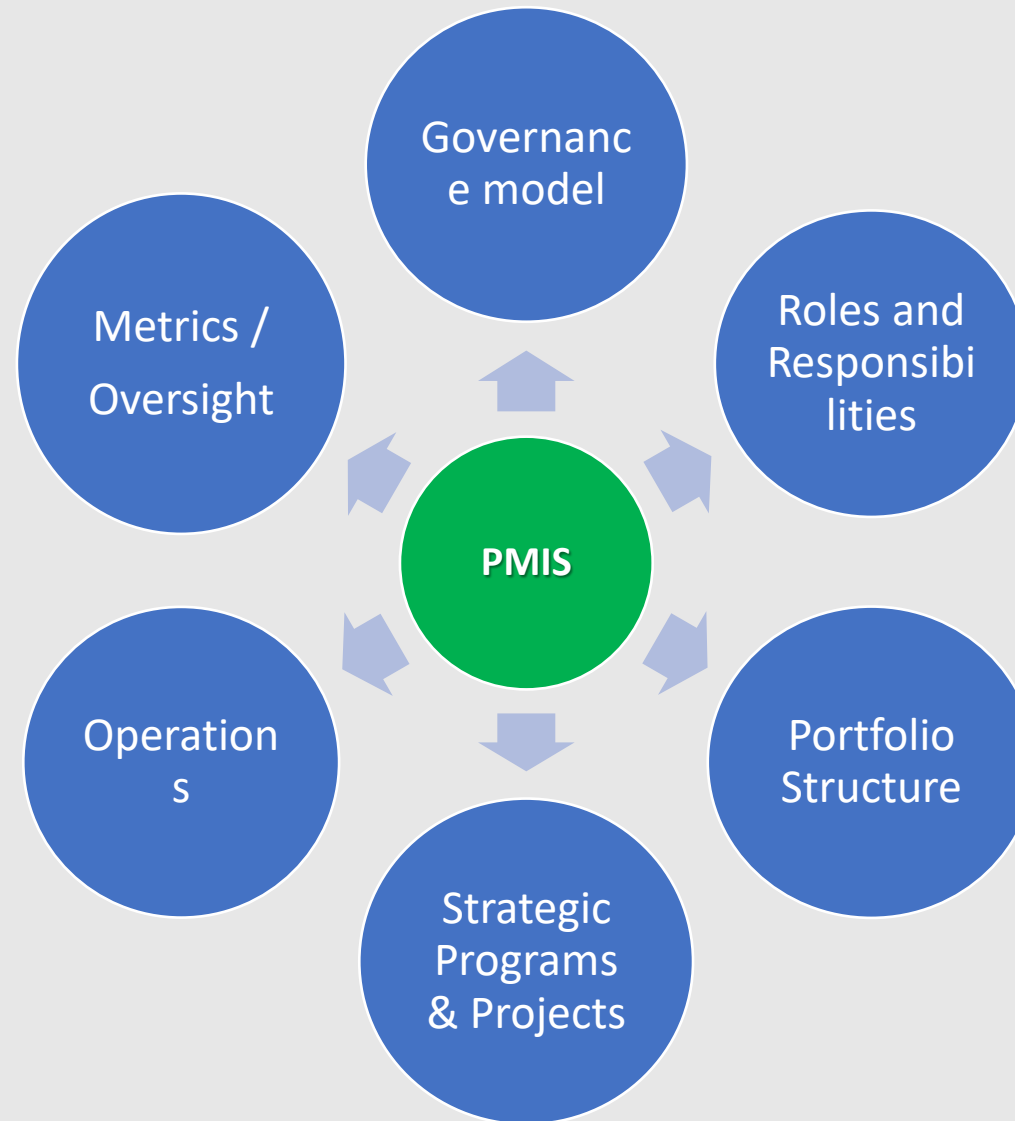 Governanc
e model
Metrics /
Oversight
Roles and
Responsibi
lities
PMIS
Operation
s
Portfolio
Structure
Strategic
Programs
& Projects